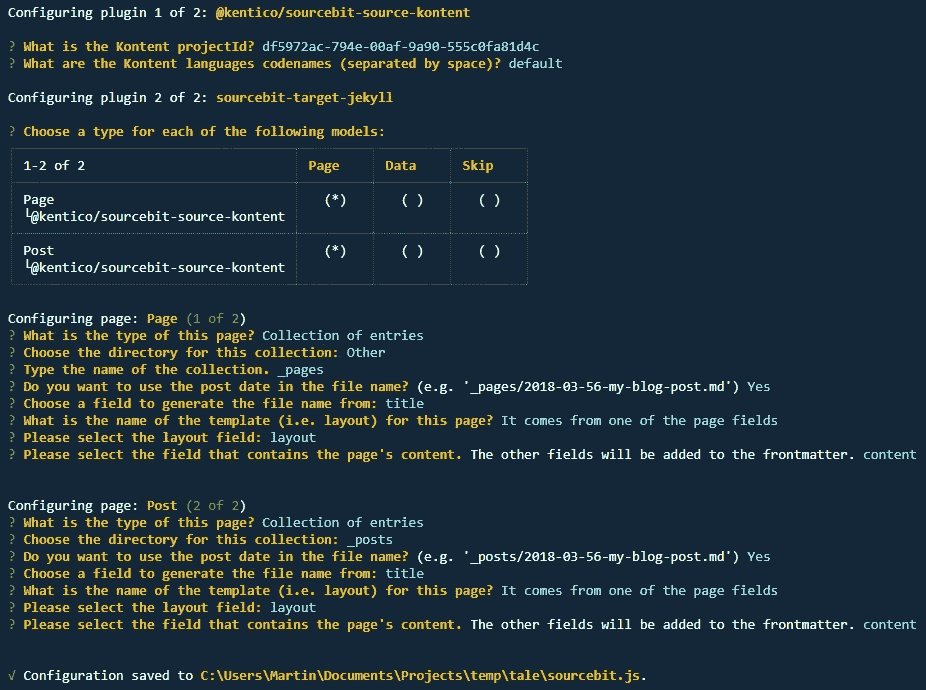 Configuring plugin 1 of 2: @kentico/sourcebit-source-kontent
? What is the Kontent projectId? df5972ac-794e-00af-9a90-555c0fa81d4c
? What are the Kontent languages codenames (separated by space)? default
Configuring plugin 2 of 2: sourcebit-target-jekyll
? Choose a type for each of the following models:
1-2 of 2 Page Data Skip
Page (*) ( ) ( )
└@kentico/sourcebit-source-kontent
Post (*) ( ) ( )
└@kentico/sourcebit-source-kontent
Configuring page: Page (1 of 2)
? What is the type of this page? Collection of entries
? Choose the directory for this collection: Other
? Type the name of the collection. _pages
? Do you want to use the post date in the file name? (e.g. '_pages/2018-03-56-my-blog-post.md') Yes
? Choose a field to generate the file name from: title
? What is the name of the template (i.e. layout) for this page? It comes from one of the page fields
? Please select the layout field: layout
? Please select the field that contains the page's content. The other fields will be added to the frontmatter. content
Configuring page: Post (2 of 2)
? What is the type of this page? Collection of entries
? Choose the directory for this collection: _posts
? Do you want to use the post date in the file name? (e.g. '_posts/2018-03-56-my-blog-post.md') Yes
? Choose a field to generate the file name from: title
? What is the name of the template (i.e. layout) for this page? It comes from one of the page fields
? Please select the layout field: layout
? Please select the field that contains the page's content. The other fields will be added to the frontmatter. content
√ Configuration saved to C:\Users\Martin\Documents\Projects\temp\tale\sourcebit.js.